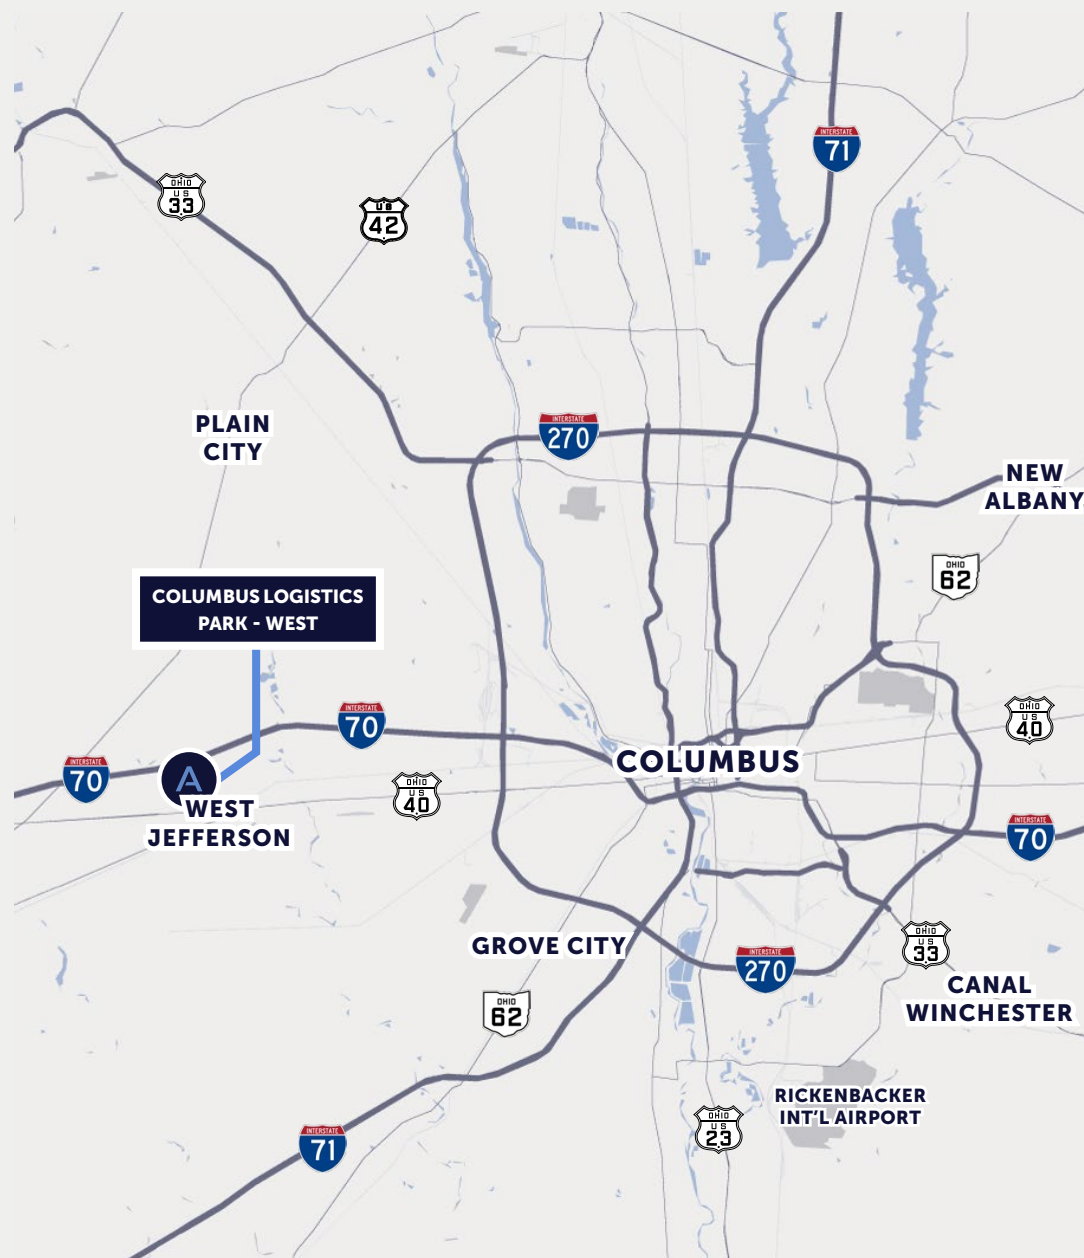 INTERSTATE
71
OHIO
US
33
US
42
PLAIN
CITY
INTERSTATE
270
NEW
ALBANY
OHIO
62
COLUMBUS LOGISTICS
PARK - WEST
INTERSTATE
70
OHIO
US
40
INTERSTATE
70
A
COLUMBUS
OHIO
US
40
WEST
JEFFERSON
INTERSTATE
70
GROVE CITY
INTERSTATE
270
OHIO
US
33
CANAL
WINCHESTER
OHIO
62
RICKENBACKER
INT'L AIRPORT
OHIO
US
23
INTERSTATE
71